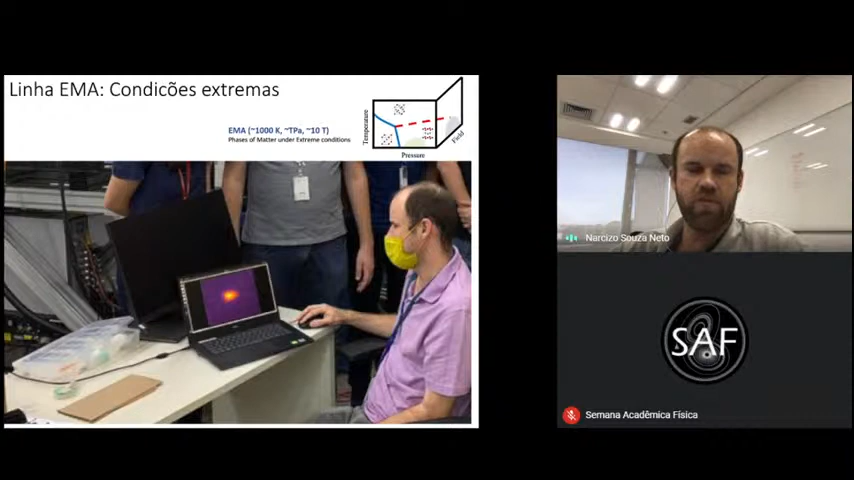 Linha EMA: Condicões extremas
EMA (~1000 K, ~TPa, ~10 T)
Phases of Matter under Extreme conditions
Temperature
Pressure
Field
Narcizo Souza Neto
SAF
Semana Acadêmica Física